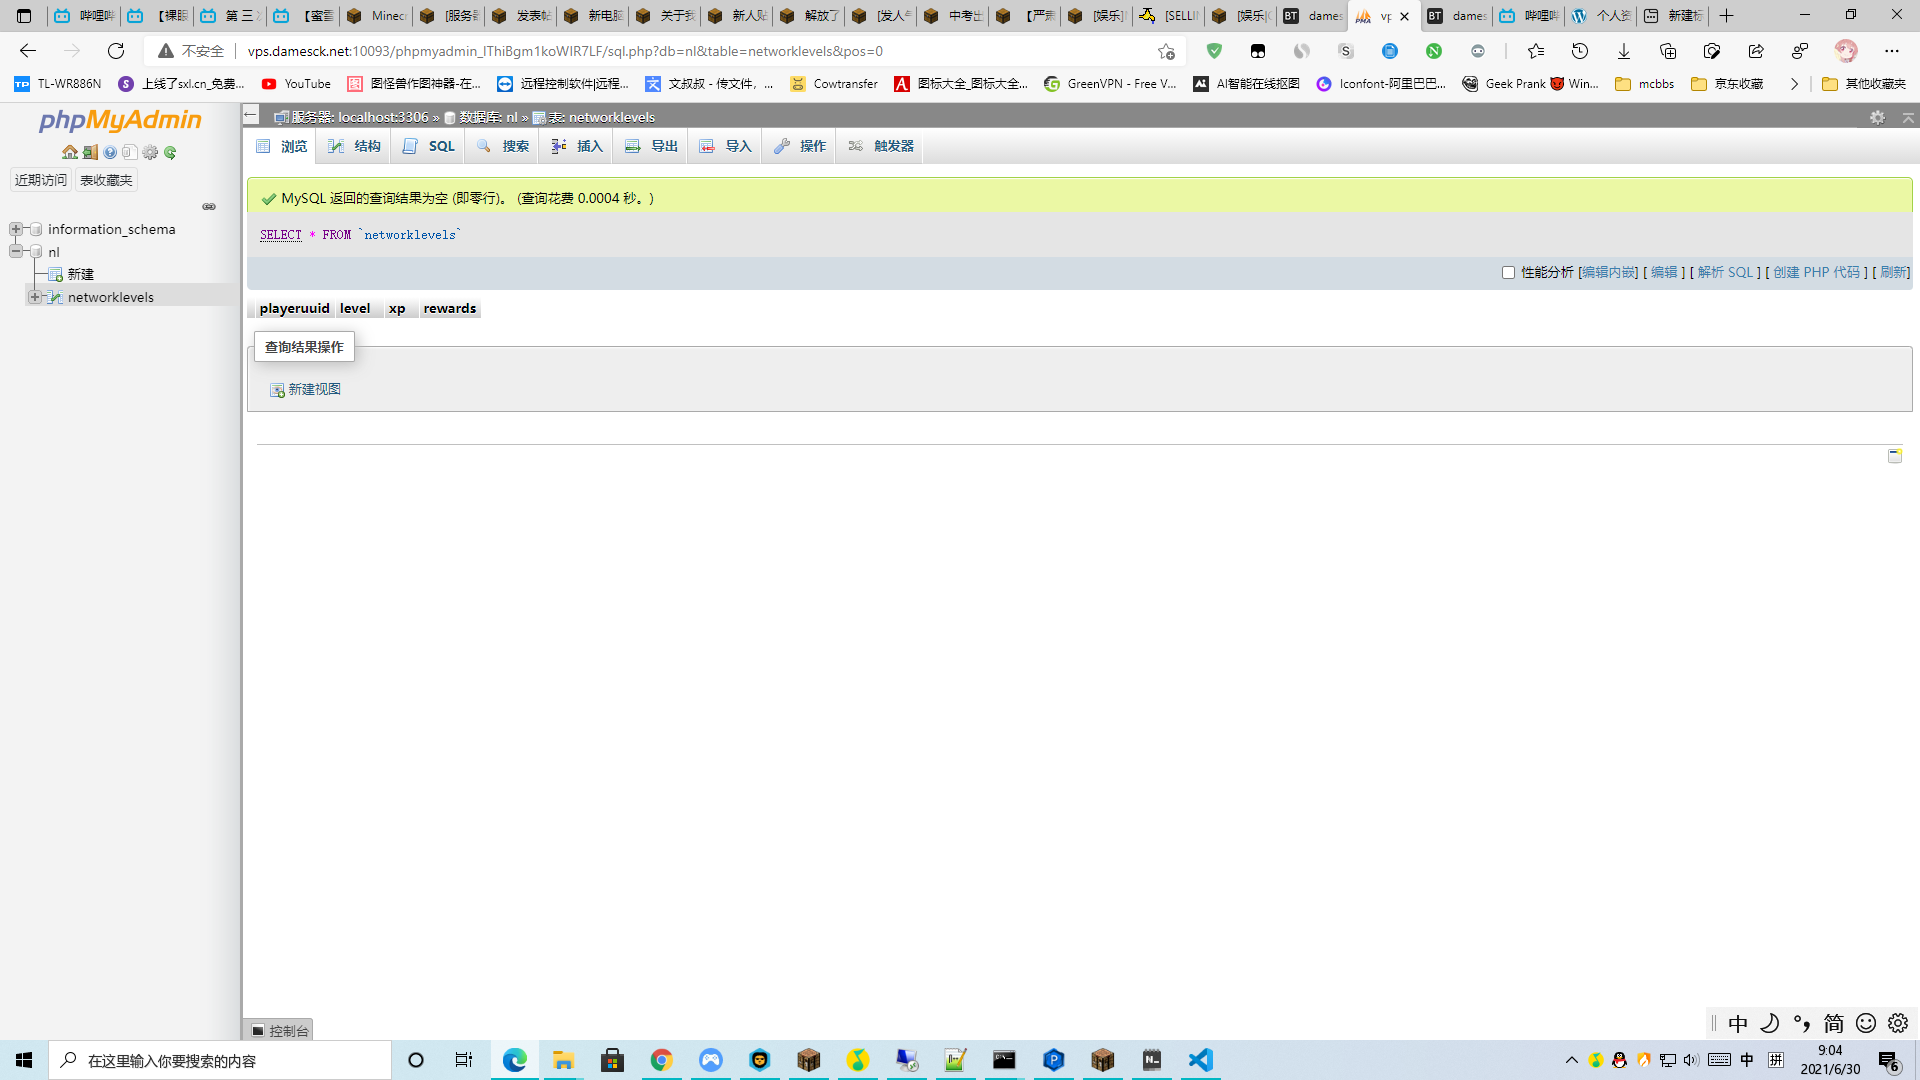 哔哩哔
【裸眼
第 三 次
【蜜雪
Minec
[服务器
发表帖
新电脑
关于我
新人贴
解放了
[发人气
中考出
【严肃
[娱乐]
[SELLIN
[娱乐|
dames
vp
dames
哔哩哔
个人资
新建标
不安全
vps.damesck.net:10093/phpmyadmin_lThiBgm1koWIR7LF/sql.php?db=nl&table=networklevels&pos=0
TL-WR886N
上线了sxl.cn_免费...
YouTube
图怪兽作图神器-在...
远程控制软件|远程...
文叔叔 - 传文件，...
Cowtransfer
图标大全_图标大全...
GreenVPN - Free V...
AI智能在线抠图
Iconfont-阿里巴巴...
Geek Prank 😈 Win...
mcbbs
京东收藏
其他收藏夹
phpMyAdmin
近期访问 表收藏夹
information_schema
nl
新建
networklevels
服务器: localhost:3306 » 数据库: nl » 表: networklevels
浏览 结构 SQL 搜索 插入 导出 导入 操作 触发器
MySQL 返回的查询结果为空 (即零行)。 (查询花费 0.0004 秒。)
SELECT * FROM `networklevels`
性能分析 [编辑内嵌] [ 编辑 ] [ 解析 SQL ] [ 创建 PHP 代码 ] [ 刷新]
playeruuid level xp rewards
查询结果操作
新建视图
控制台
中 °, 简
在这里输入你要搜索的内容
中 拼
9:04
2021/6/30
6